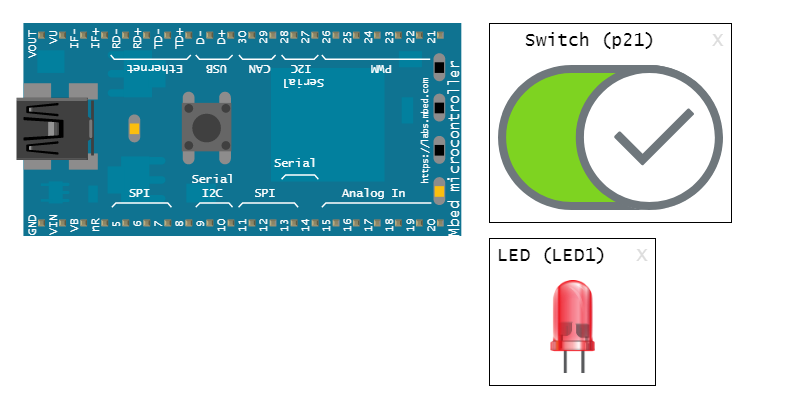 VOUT VU IF- IF+ RD- RD+ TD- TD+ D- D+ 30 29 28 27 26 25 24 23 22 21
Ethernet USB CAN I2C PWM
Serial
https://labs.mbed.com
Mbed microcontroller
Serial
Serial
SPI I2C SPI Analog In
GND VIN VB nR 5 6 7 8 9 10 11 12 13 14 15 16 17 18 19 20
Switch (p21) X
LED (LED1) X